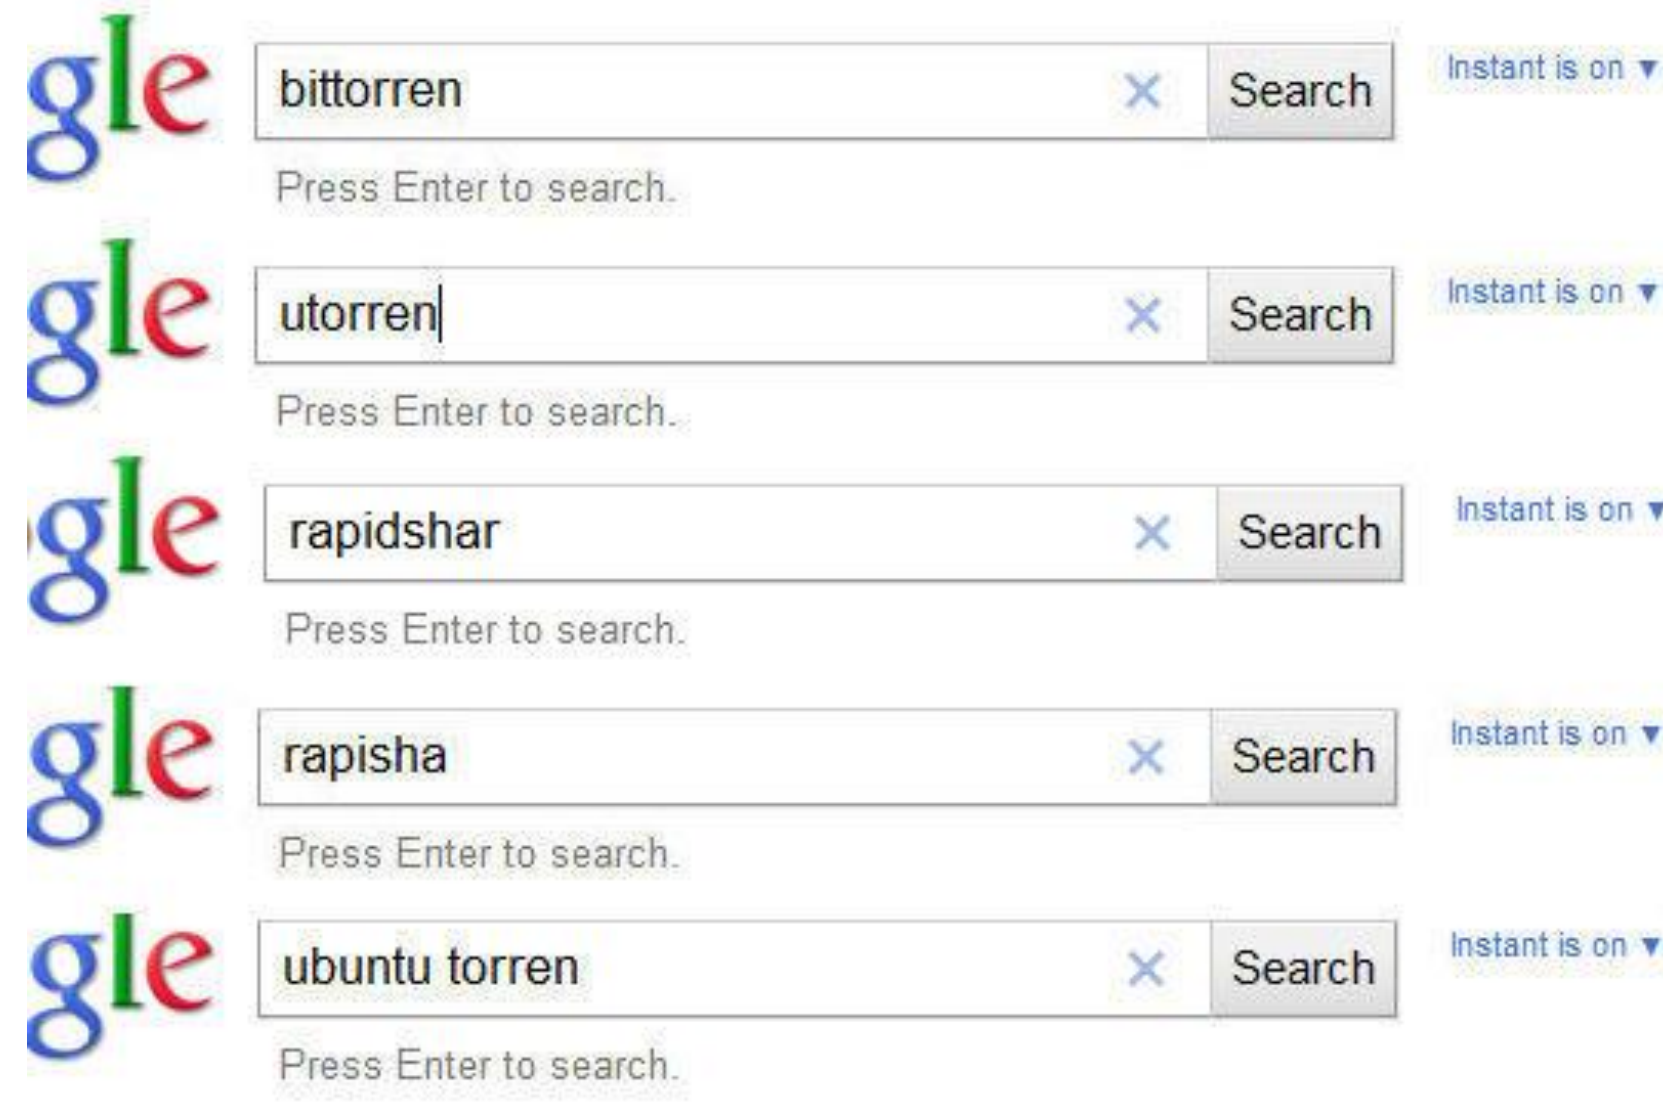 gle bittorren × Search Instant is on ▼
Press Enter to search.
gle utorren × Search Instant is on ▼
Press Enter to search.
gle rapidshar × Search Instant is on ▼
Press Enter to search.
gle rapisha × Search Instant is on ▼
Press Enter to search.
gle ubuntu torren × Search Instant is on ▼
Press Enter to search.